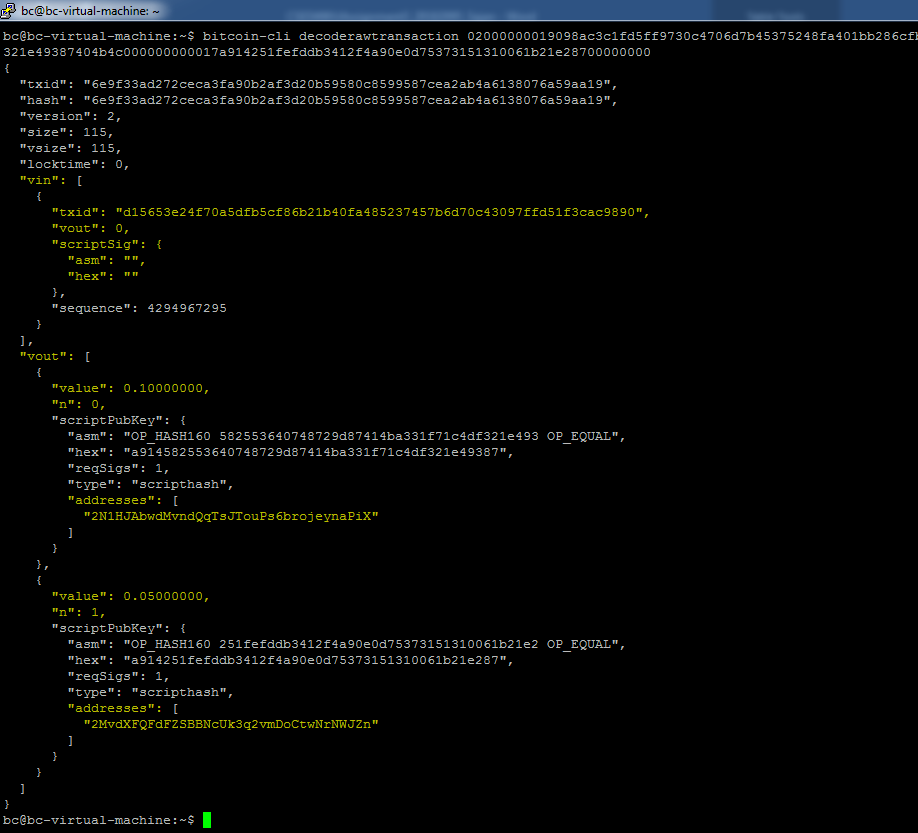 bc@bc-virtual-machine: ~
bc@bc-virtual-machine:~$ bitcoin-cli decoderawtransaction 02000000019098ac3c1fd5ff9730c4706d7b45375248fa401bb286cfb
321e49387404b4c000000000017a914251fefddb3412f4a90e0d75373151310061b21e28700000000
{
"txid": "6e9f33ad272ceca3fa90b2af3d20b59580c8599587cea2ab4a6138076a59aa19",
"hash": "6e9f33ad272ceca3fa90b2af3d20b59580c8599587cea2ab4a6138076a59aa19",
"version": 2,
"size": 115,
"vsize": 115,
"locktime": 0,
"vin": [
{
"txid": "d15653e24f70a5dfb5cf86b21b40fa485237457b6d70c43097ffd51f3cac9890",
"vout": 0,
"scriptSig": {
"asm": "",
"hex": ""
},
"sequence": 4294967295
}
],
"vout": [
{
"value": 0.10000000,
"n": 0,
"scriptPubKey": {
"asm": "OP_HASH160 582553640748729d87414ba331f71c4df321e493 OP_EQUAL",
"hex": "a914582553640748729d87414ba331f71c4df321e49387",
"reqSigs": 1,
"type": "scripthash",
"addresses": [
"2N1HJAbwdMvndQqTsJTouPs6brojeynaPiX"
]
}
},
{
"value": 0.05000000,
"n": 1,
"scriptPubKey": {
"asm": "OP_HASH160 251fefddb3412f4a90e0d75373151310061b21e2 OP_EQUAL",
"hex": "a914251fefddb3412f4a90e0d75373151310061b21e287",
"reqSigs": 1,
"type": "scripthash",
"addresses": [
"2MvdXFQFdFZSBBNcUk3q2vmDoCtwNrNWJZn"
]
}
}
]
}
bc@bc-virtual-machine:~$